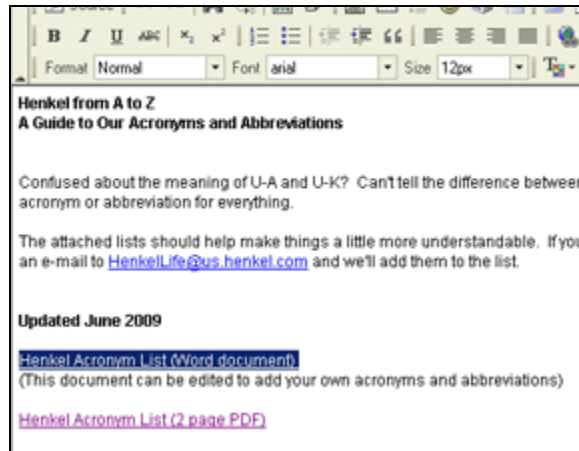 B I U ABC x₂ x²
Format Normal Font arial Size 12px
Henkel from A to Z
A Guide to Our Acronyms and Abbreviations
Confused about the meaning of U-A and U-K? Can't tell the difference between
acronym or abbreviation for everything.
The attached lists should help make things a little more understandable. If you
an e-mail to HenkelLife@us.henkel.com and we'll add them to the list.
Updated June 2009
Henkel Acronym List (Word document)
(This document can be edited to add your own acronyms and abbreviations)
Henkel Acronym List (2 page PDF)